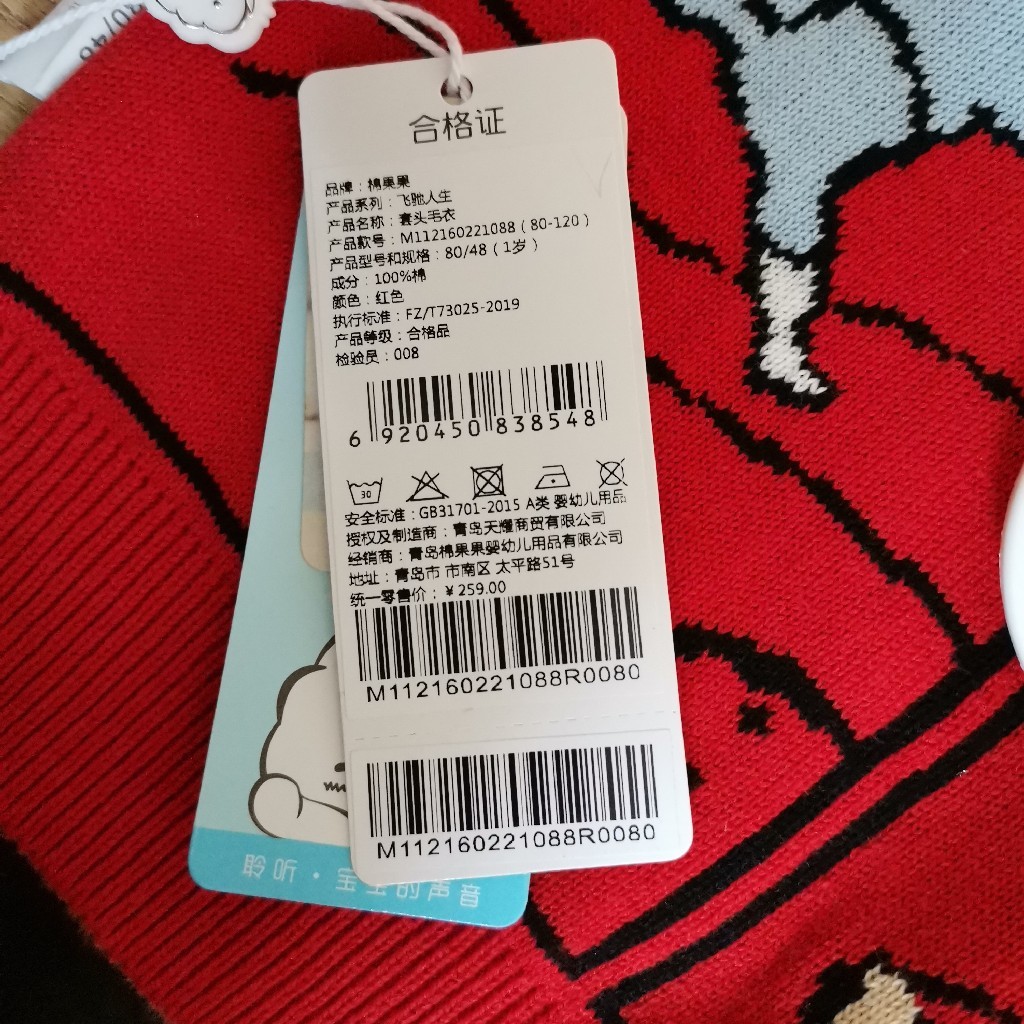 合格证
品牌：棉果果
产品系列：飞驰人生
产品名称：套头毛衣
产品款号：M112160221088（80-120）
产品型号和规格：80/48（1岁）
成分：100%棉
颜色：红色
执行标准：FZ/T73025-2019
产品等级：合格品
检验员：008
6 920450 838548
30
安全标准：GB31701-2015 A类 婴幼儿用品
授权及制造商：青岛天耀商贸有限公司
经销商：青岛棉果果婴幼儿用品有限公司
地址：青岛市 市南区 太平路51号
统一零售价：￥259.00
M112160221088R0080
M112160221088R0080
聆听·宝宝的声音